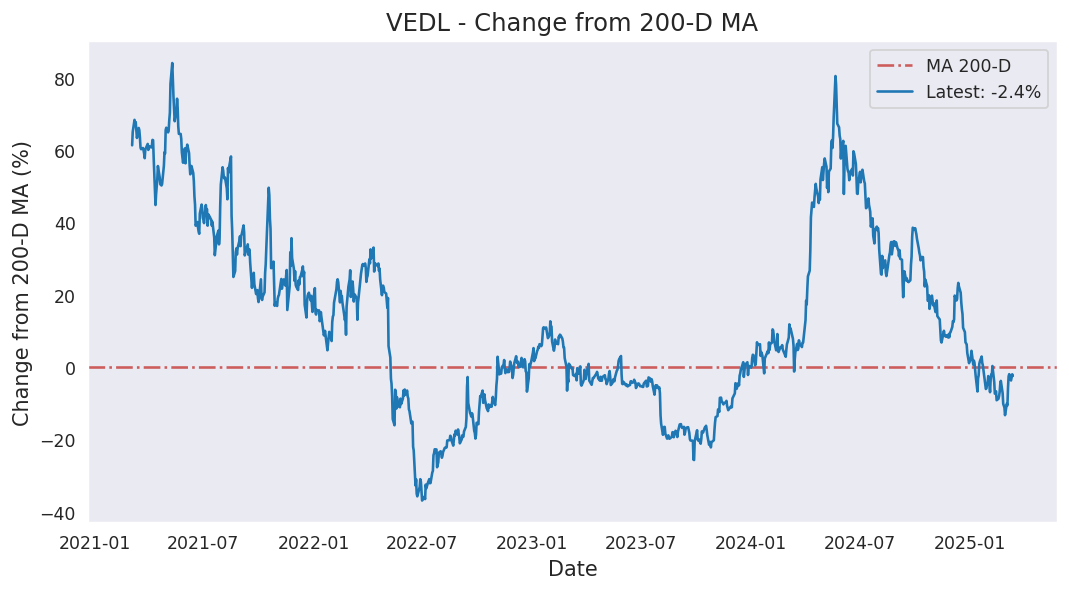 VEDL - Change from 200-D MA
MA 200-D
Latest: -2.4%
Change from 200-D MA (%)
80
60
40
20
0
−20
−40
2021-01 2021-07 2022-01 2022-07 2023-01 2023-07 2024-01 2024-07 2025-01
Date